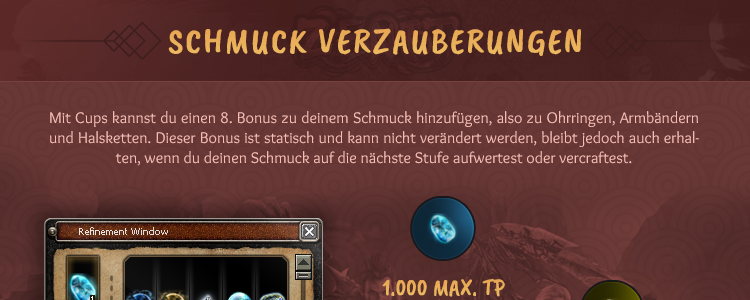 SCHMUCK VERZAUBERUNGEN
Mit Cups kannst du einen 8. Bonus zu deinem Schmuck hinzufügen, also zu Ohrringen, Armbändern
und Halsketten. Dieser Bonus ist statisch und kann nicht verändert werden, bleibt jedoch auch erhal-
ten, wenn du deinen Schmuck auf die nächste Stufe aufwertest oder vercraftest.
Refinement Window
1
1.000 MAX. TP